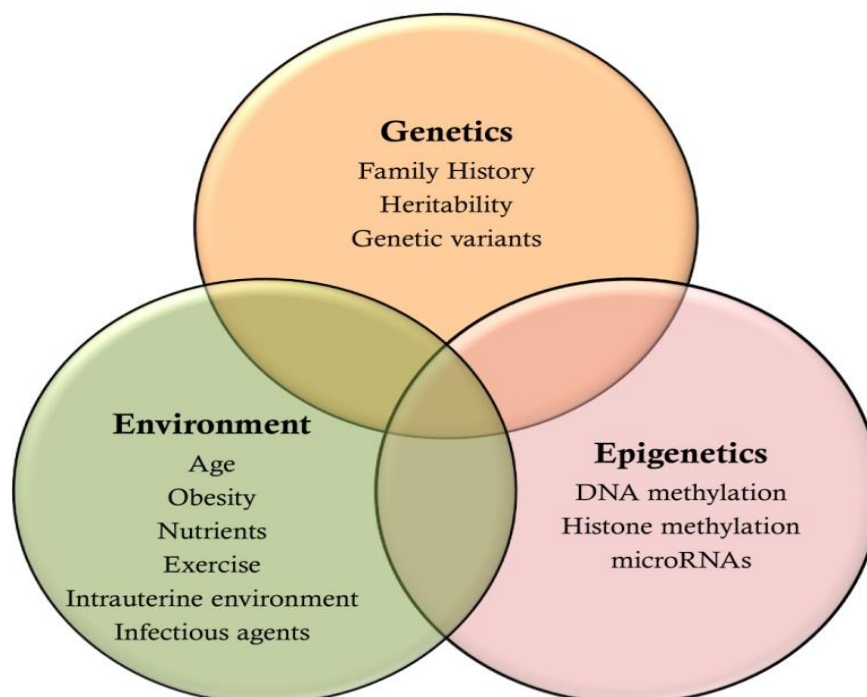 Genetics
Family History
Heritability
Genetic variants
Environment
Age
Obesity
Nutrients
Exercise
Intrauterine environment
Infectious agents
Epigenetics
DNA methylation
Histone methylation
microRNAs